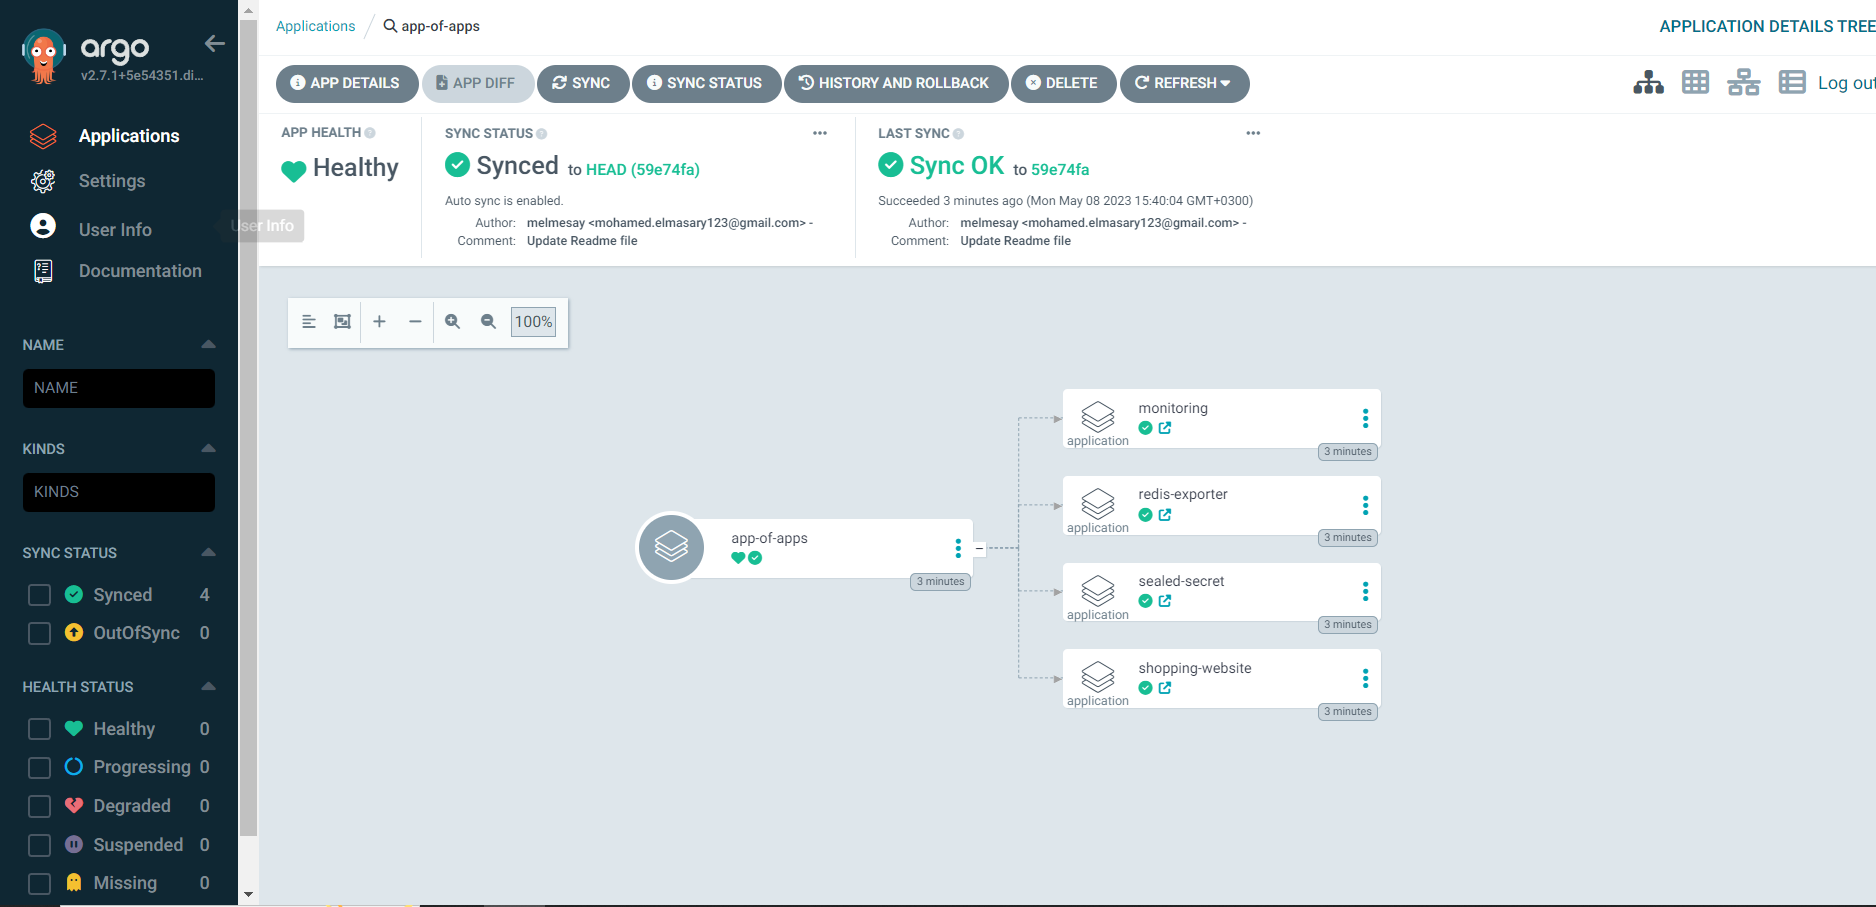 argo
v2.7.1+5e54351.di...
Applications
Settings
User Info
User Info
Documentation
NAME
NAME
KINDS
KINDS
SYNC STATUS
Synced 4
OutOfSync 0
HEALTH STATUS
Healthy 0
Progressing 0
Degraded 0
Suspended 0
Missing 0
Applications / app-of-apps
APPLICATION DETAILS TREE
APP DETAILS APP DIFF SYNC SYNC STATUS HISTORY AND ROLLBACK DELETE REFRESH
Log out
APP HEALTH
Healthy
SYNC STATUS
Synced to HEAD (59e74fa)
Auto sync is enabled.
Author: melmesay <mohamed.elmasary123@gmail.com> -
Comment: Update Readme file
LAST SYNC
Sync OK to 59e74fa
Succeeded 3 minutes ago (Mon May 08 2023 15:40:04 GMT+0300)
Author: melmesay <mohamed.elmasary123@gmail.com> -
Comment: Update Readme file
100%
app-of-apps
3 minutes
monitoring
application
3 minutes
redis-exporter
application
3 minutes
sealed-secret
application
3 minutes
shopping-website
application
3 minutes